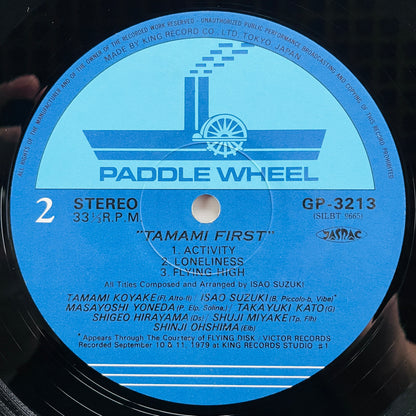 ALL RIGHTS OF THE MANUFACTURER AND OF THE OWNER OF THE RECORDED WORK RESERVED - UNAUTHORIZED PUBLIC PERFORMANCE, BROADCASTING AND COPYING OF THIS RECORD PROHIBITED
MADE BY KING RECORD CO., LTD. TOKYO JAPAN
PADDLE WHEEL
2
STEREO
33⅓R.P.M.
GP-3213
(SILBT 9665)
JASRAC
"TAMAMI FIRST"
1. ACTIVITY
2. LONELINESS
3. FLYING HIGH
All Titles Composed and Arranged by ISAO SUZUKI
TAMAMI KOYAKE(Fl, Alto-fl) ISAO SUZUKI(B, Piccolo-b, Vibe)*
MASAYOSHI YONEDA(P, Elp, Solina) TAKAYUKI KATO(G)
SHIGEO HIRAYAMA(Ds) SHUJI MIYAKE(Tp, Flh)
SHINJI OHSHIMA(Elb)
* Appears Through The Courtesy of FLYING DISK / VICTOR RECORDS
Recorded September 10 & 11, 1979 at KING RECORDS STUDIO #1